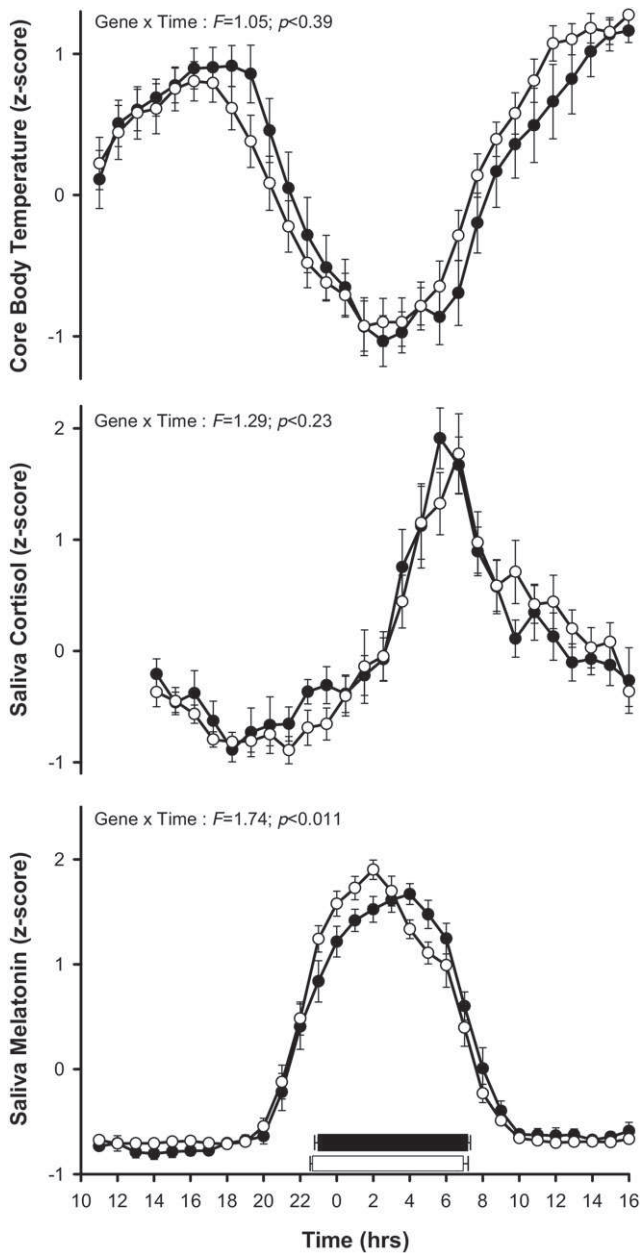 Gene x Time : F=1.05; p<0.39
Core Body Temperature (z-score)
1
0
-1
Gene x Time : F=1.29; p<0.23
Saliva Cortisol (z-score)
2
1
0
-1
Gene x Time : F=1.74; p<0.011
Saliva Melatonin (z-score)
2
1
0
-1
10 12 14 16 18 20 22 0 2 4 6 8 10 12 14 16
Time (hrs)